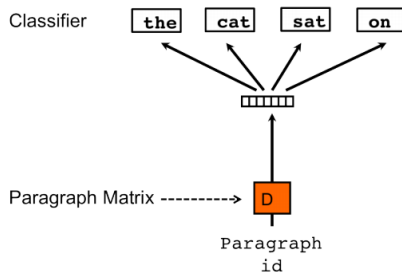 Classifier the cat sat on
Paragraph Matrix D
Paragraph
id